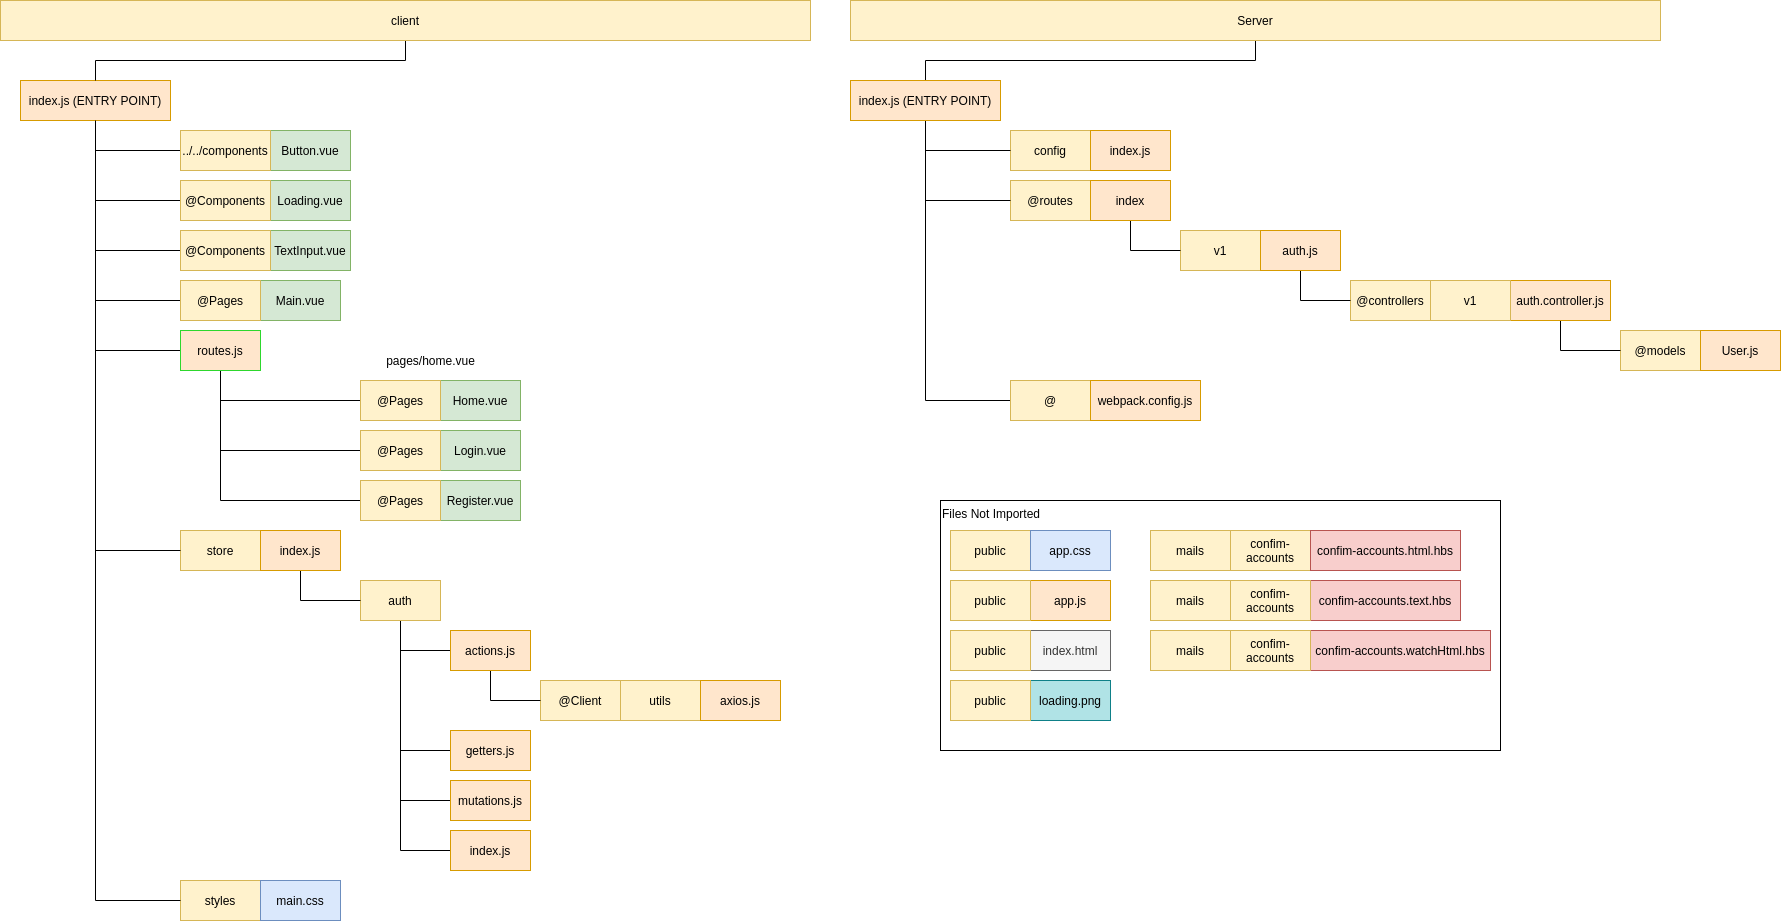 client
index.js (ENTRY POINT)
../../components Button.vue
@Components Loading.vue
@Components TextInput.vue
@Pages Main.vue
routes.js
pages/home.vue
@Pages Home.vue
@Pages Login.vue
@Pages Register.vue
store index.js
auth
actions.js
@Client utils axios.js
getters.js
mutations.js
index.js
styles main.css
Server
index.js (ENTRY POINT)
config index.js
@routes index
v1 auth.js
@controllers v1 auth.controller.js
@models User.js
@ webpack.config.js
Files Not Imported
public app.css
public app.js
public index.html
public loading.png
mails
confim-
accounts
confim-accounts.html.hbs
mails
confim-
accounts
confim-accounts.text.hbs
mails
confim-
accounts
confim-accounts.watchHtml.hbs